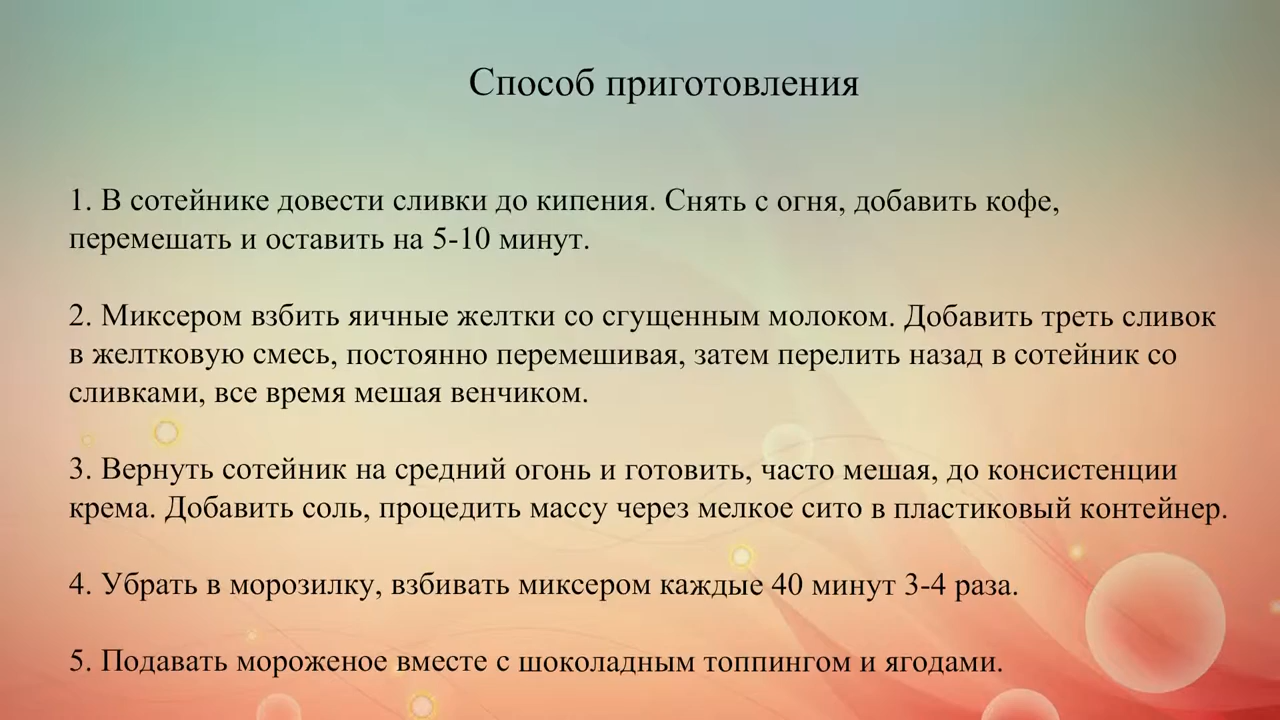 Способ приготовления
1. В сотейнике довести сливки до кипения. Снять с огня, добавить кофе,
перемешать и оставить на 5-10 минут.
2. Миксером взбить яичные желтки со сгущенным молоком. Добавить треть сливок
в желтковую смесь, постоянно перемешивая, затем перелить назад в сотейник со
сливками, все время мешая венчиком.
3. Вернуть сотейник на средний огонь и готовить, часто мешая, до консистенции
крема. Добавить соль, процедить массу через мелкое сито в пластиковый контейнер.
4. Убрать в морозилку, взбивать миксером каждые 40 минут 3-4 раза.
5. Подавать мороженое вместе с шоколадным топпингом и ягодами.